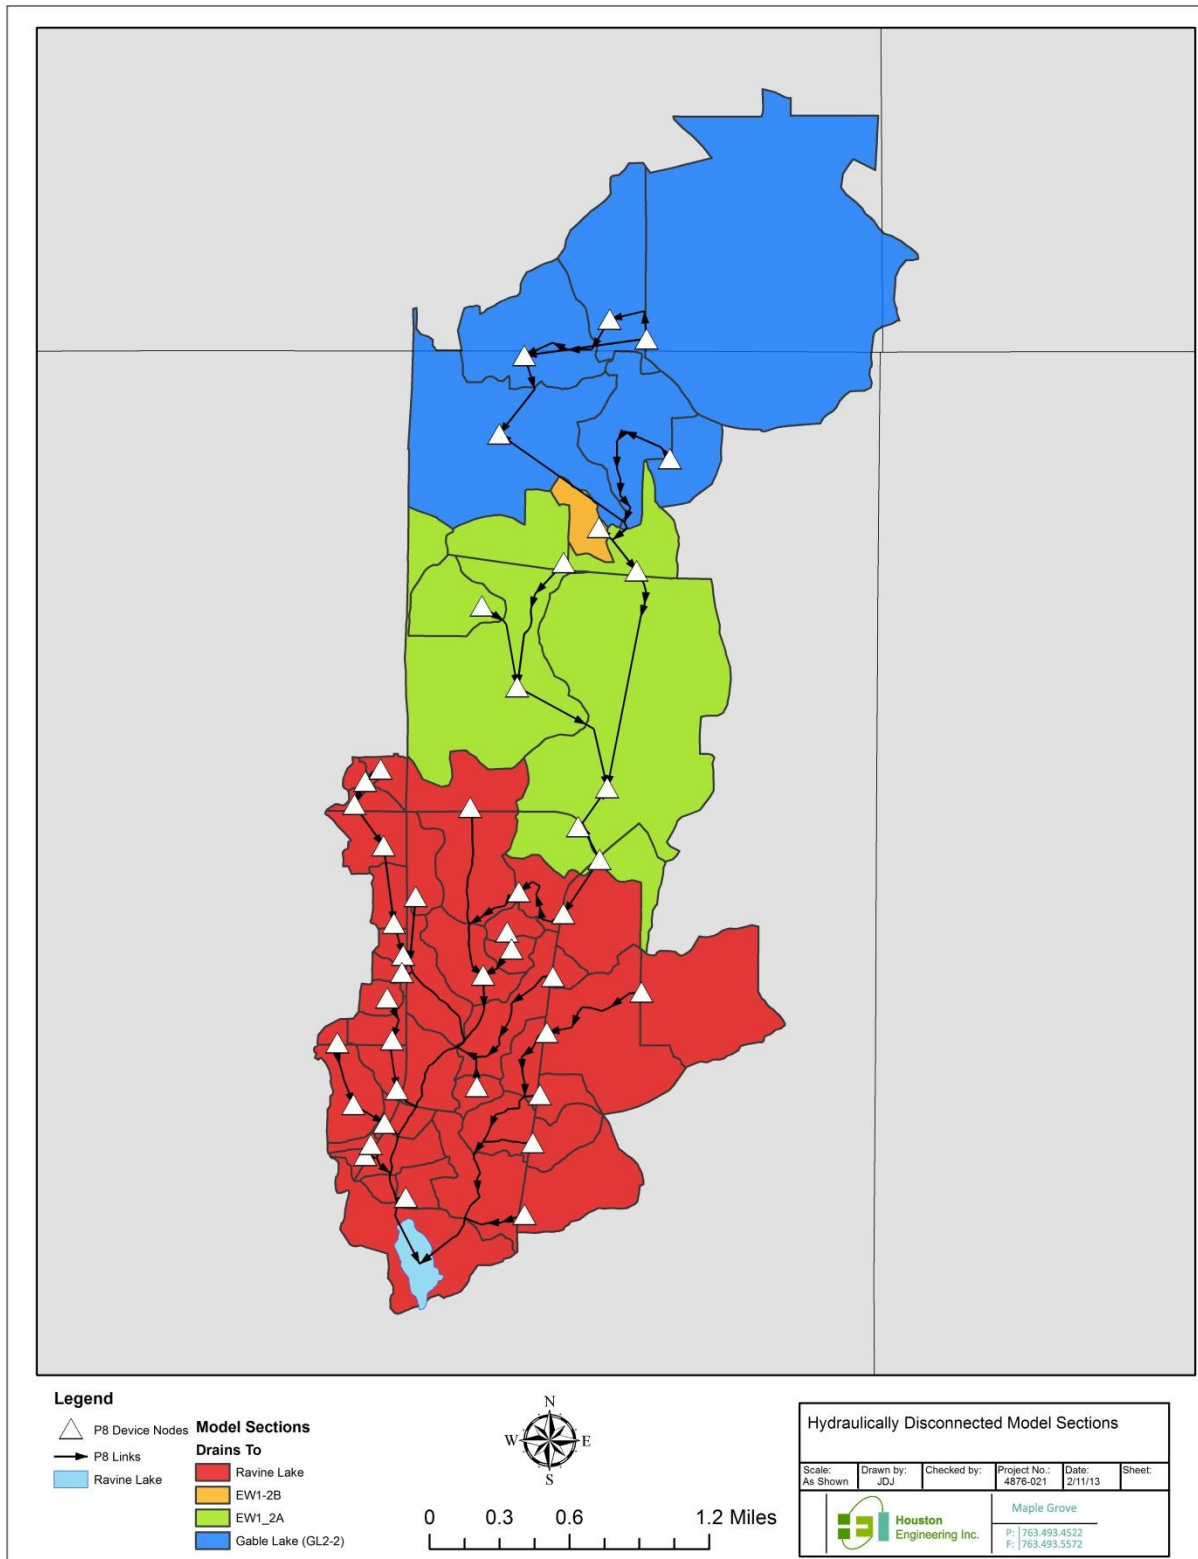 Legend
P8 Device Nodes
P8 Links
Ravine Lake
Model Sections
Drains To
Ravine Lake
EW1-2B
EW1_2A
Gable Lake (GL2-2)
N
W E
S
0 0.3 0.6 1.2 Miles
Hydraulically Disconnected Model Sections
Scale:
As Shown
Drawn by:
JDJ
Checked by:
Project No.:
4876-021
Date:
2/11/13
Sheet:
Houston
Engineering Inc.
Maple Grove
P: 763.493.4522
F: 763.493.5572